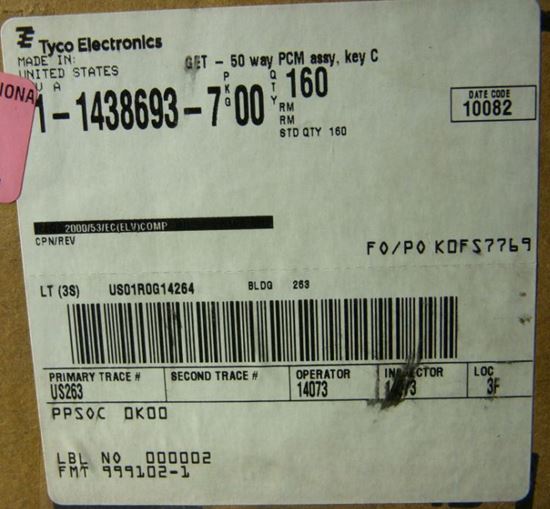 Tyco Electronics
MADE IN:
UNITED STATES
A
GET - 50 way PCM assy, key C
1-1438693-7
PKG 00
QTY 160
RM
RM
STD QTY 160
DATE CODE
10082
IONA
2000/53/EC(ELV)COMP
CPN/REV
FO/PO KOFS7769
LT (3S) US01R0G14264 BLDG 263
PRIMARY TRACE # SECOND TRACE # OPERATOR INSPECTOR LOC
US263 14073 3F
PPSOC OK00
LBL NO 000002
FMT 999102-1